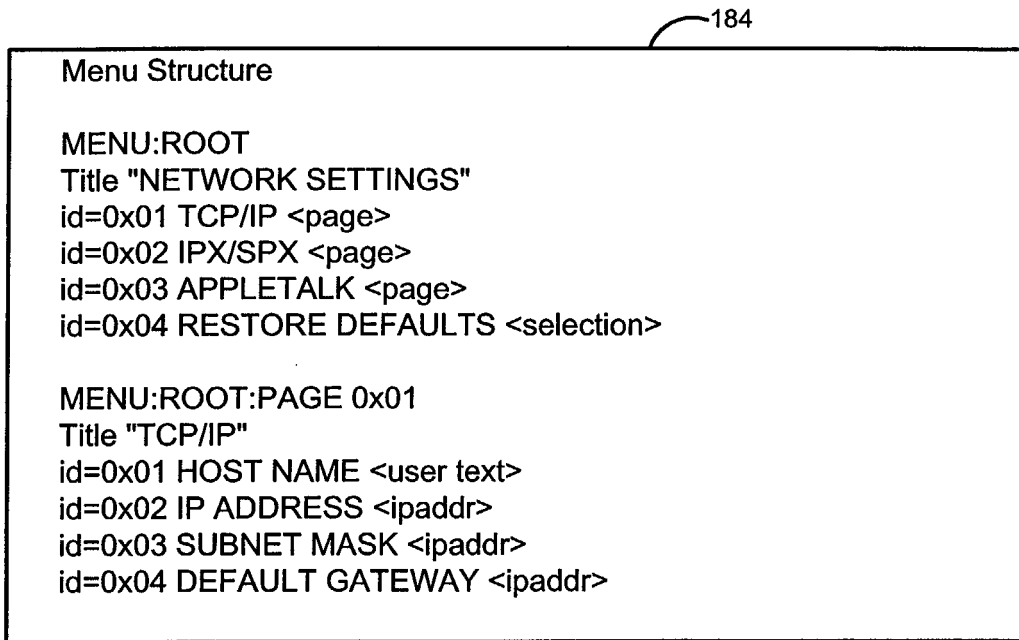 184
Menu Structure
MENU:ROOT
Title "NETWORK SETTINGS"
id=0x01 TCP/IP <page>
id=0x02 IPX/SPX <page>
id=0x03 APPLETALK <page>
id=0x04 RESTORE DEFAULTS <selection>
MENU:ROOT:PAGE 0x01
Title "TCP/IP"
id=0x01 HOST NAME <user text>
id=0x02 IP ADDRESS <ipaddr>
id=0x03 SUBNET MASK <ipaddr>
id=0x04 DEFAULT GATEWAY <ipaddr>